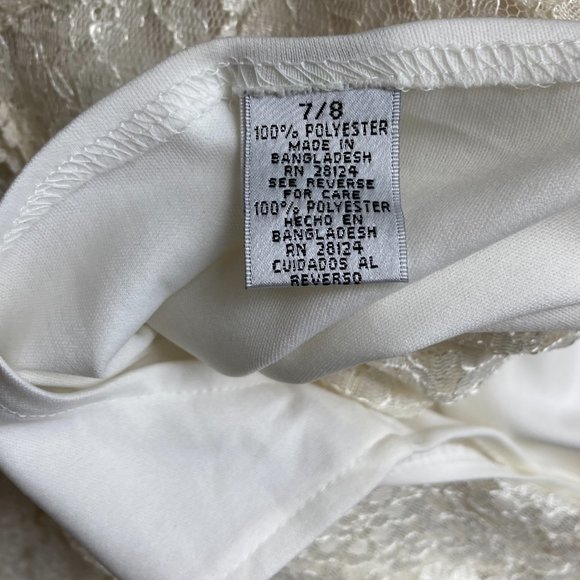 7/8
100% POLYESTER
MADE IN
BANGLADESH
RN 28124
SEE REVERSE
FOR CARE
100% POLYESTER
HECHO EN
BANGLADESH
RN 28124
CUIDADOS AL
REVERSO